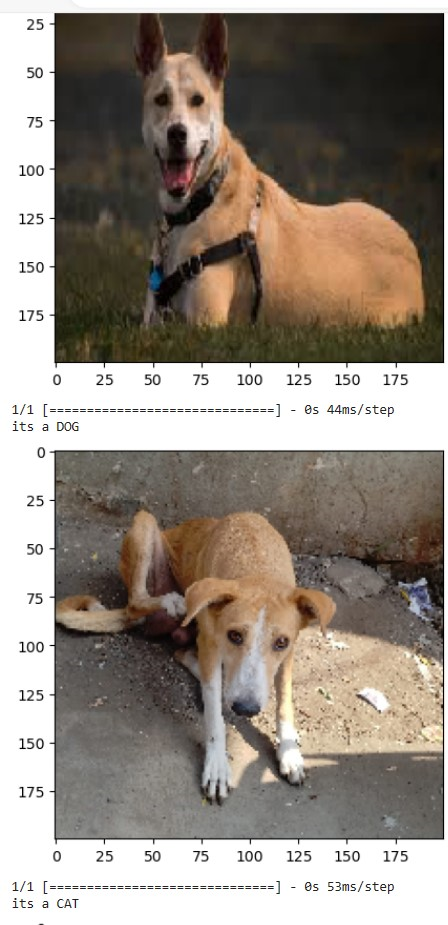 25
50
75
100
125
150
175
0 25 50 75 100 125 150 175
1/1 [==============================] - 0s 44ms/step
its a DOG
0
25
50
75
100
125
150
175
0 25 50 75 100 125 150 175
1/1 [==============================] - 0s 53ms/step
its a CAT